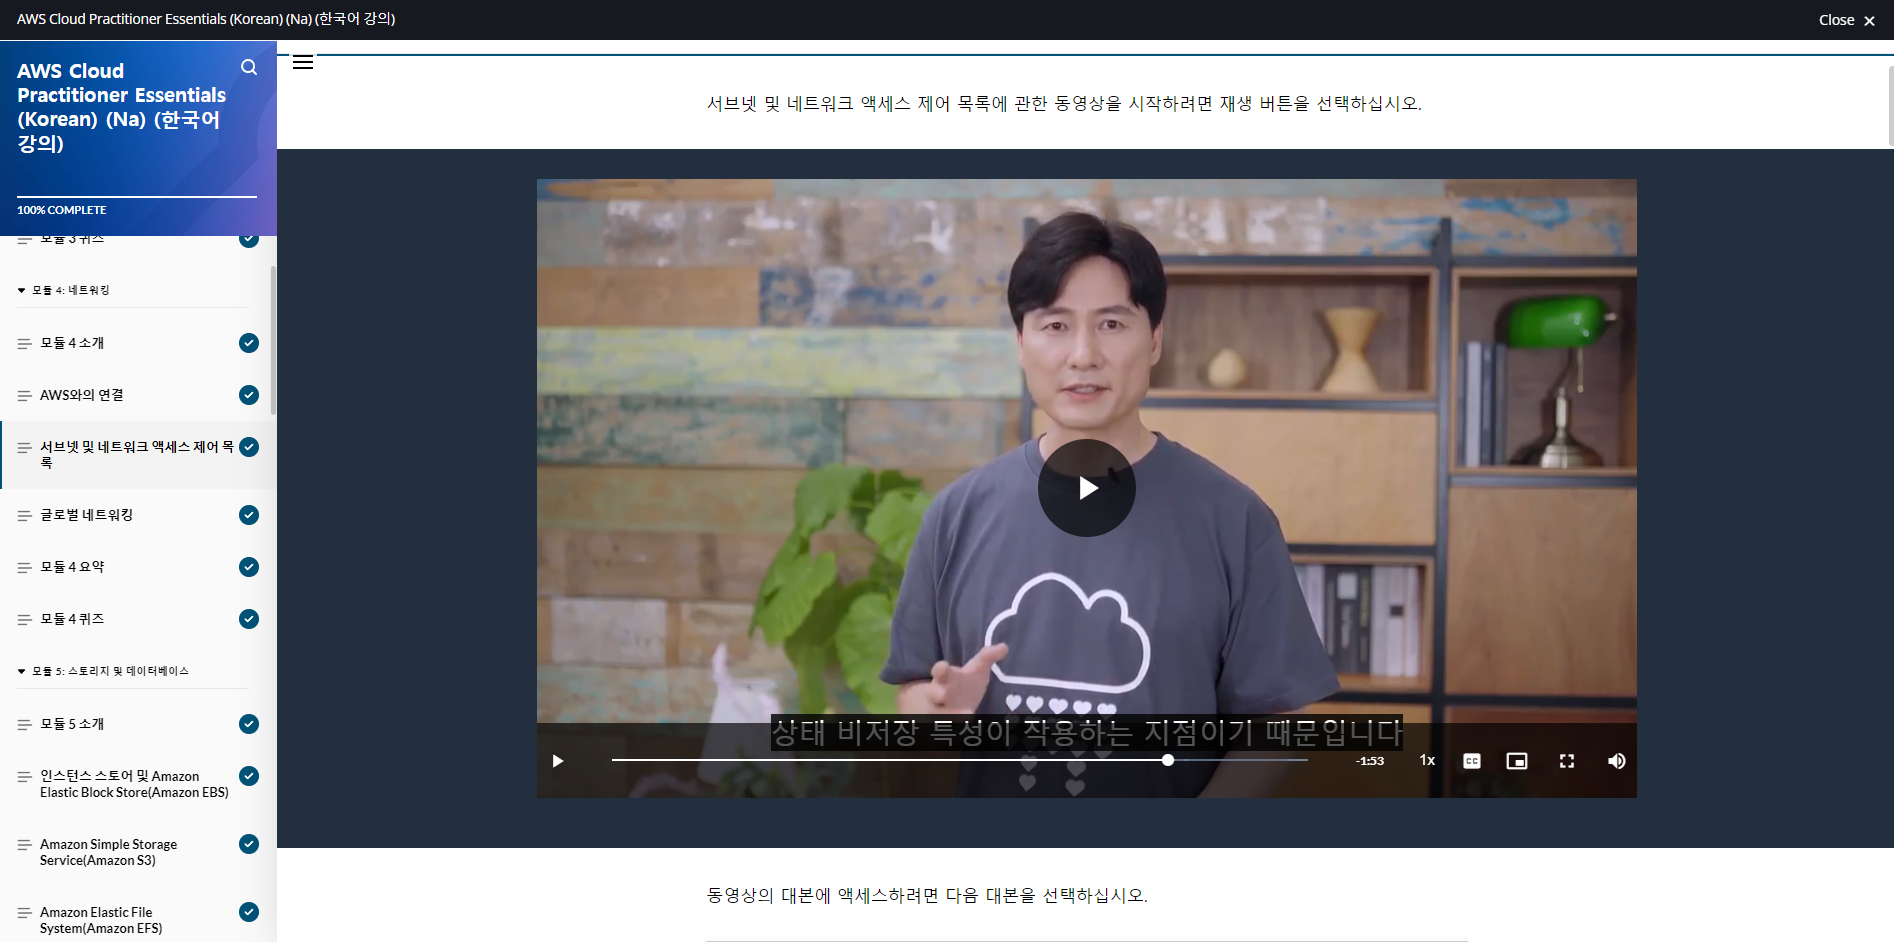 AWS Cloud Practitioner Essentials (Korean) (Na) (한국어 강의)
Close
AWS Cloud
Practitioner Essentials
(Korean) (Na) (한국어
강의)
100% COMPLETE
모듈 3 퀴즈
모듈 4: 네트워킹
모듈 4 소개
AWS와의 연결
서브넷 및 네트워크 액세스 제어 목
록
글로벌 네트워킹
모듈 4 요약
모듈 4 퀴즈
모듈 5: 스토리지 및 데이터베이스
모듈 5 소개
인스턴스 스토어 및 Amazon
Elastic Block Store(Amazon EBS)
Amazon Simple Storage
Service(Amazon S3)
Amazon Elastic File
System(Amazon EFS)
서브넷 및 네트워크 액세스 제어 목록에 관한 동영상을 시작하려면 재생 버튼을 선택하십시오.
상태 비저장 특성이 작용하는 지점이기 때문입니다
-1:53
1x
CC
동영상의 대본에 액세스하려면 다음 대본을 선택하십시오.